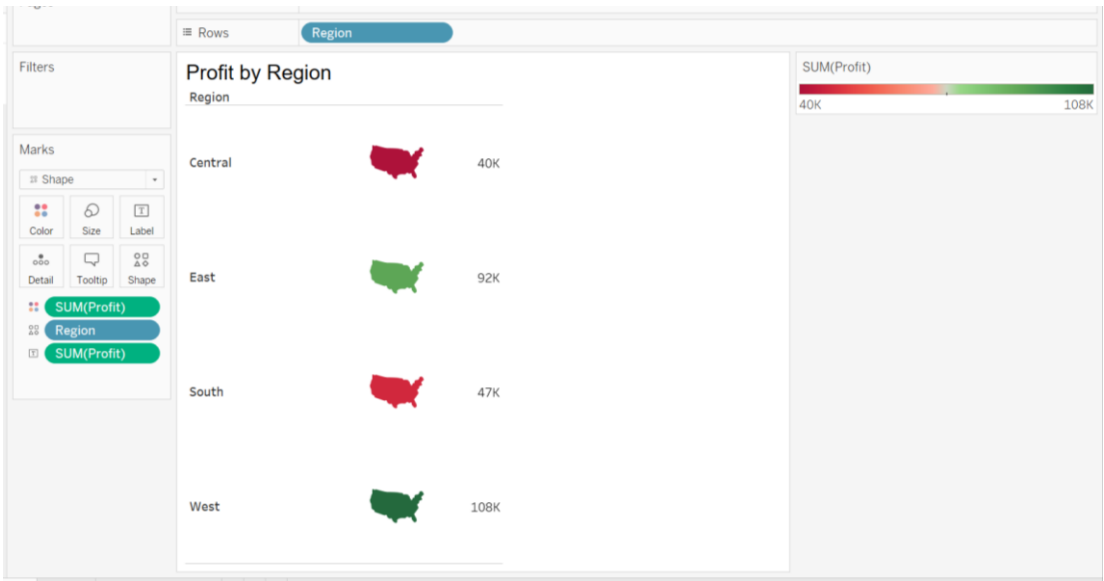 Rows
Region
Filters
Profit by Region
Region
SUM(Profit)
40K
108K
Marks
Shape
Color
Size
Label
Detail
Tooltip
Shape
SUM(Profit)
Region
SUM(Profit)
Central
40K
East
92K
South
47K
West
108K